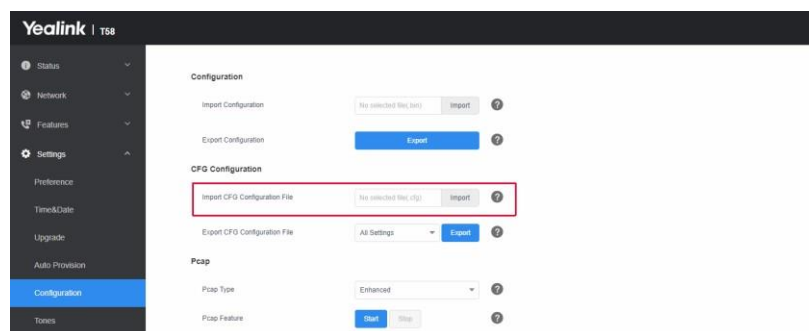 Yealink | T58
Status
Network
Features
Settings
Preference
Time&Date
Upgrade
Auto Provision
Configuration
Tones
Configuration
Import Configuration No selected file(.bin) Import ?
Export Configuration Export ?
CFG Configuration
Import CFG Configuration File No selected file(.cfg) Import ?
Export CFG Configuration File All Settings Export ?
Pcap
Pcap Type Enhanced ?
Pcap Feature Start Stop ?